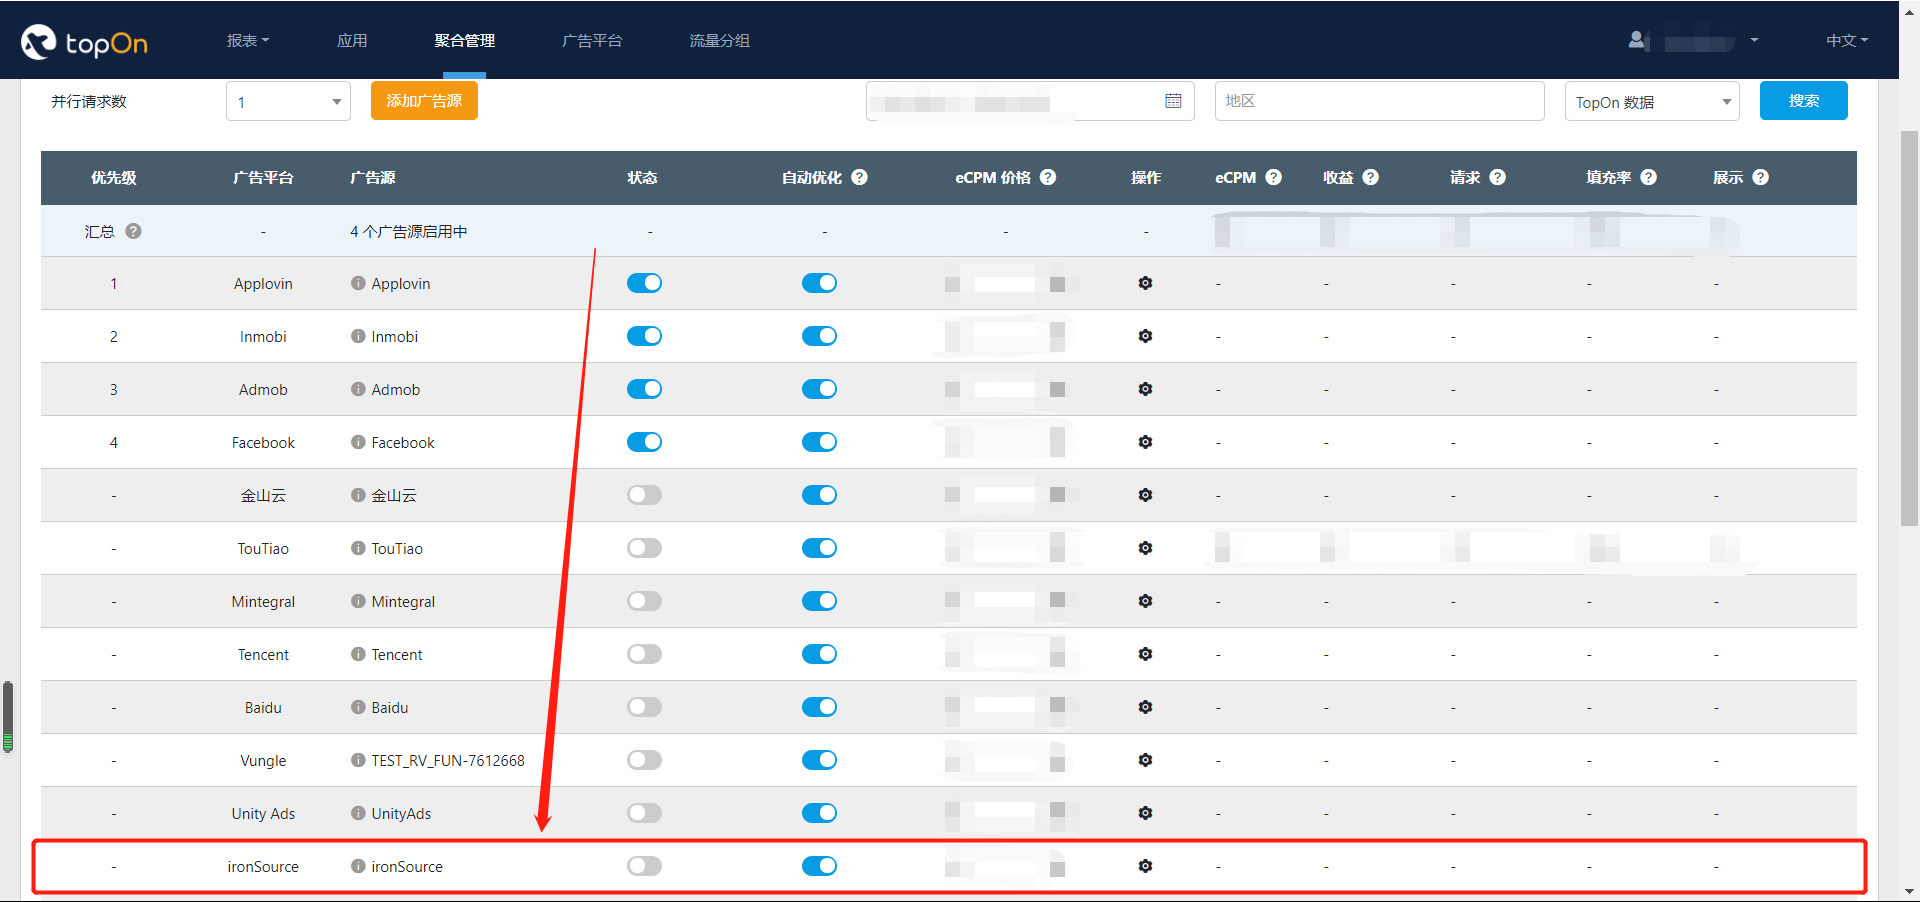 topOn 报表 应用 聚合管理 广告平台 流量分组 中文
并行请求数 1 添加广告源 地区 TopOn 数据 搜索
优先级 广告平台 广告源 状态 自动优化 ? eCPM 价格 ? 操作 eCPM ? 收益 ? 请求 ? 填充率 ? 展示 ?
汇总 ? - 4 个广告源启用中 - - - -
1 Applovin Applovin - - - - -
2 Inmobi Inmobi - - - - -
3 Admob Admob - - - - -
4 Facebook Facebook - - - - -
- 金山云 金山云 - - - - -
- TouTiao TouTiao
- Mintegral Mintegral - - - - -
- Tencent Tencent - - - - -
- Baidu Baidu - - - - -
- Vungle TEST_RV_FUN-7612668 - - - - -
- Unity Ads UnityAds - - - - -
- ironSource ironSource - - - - -